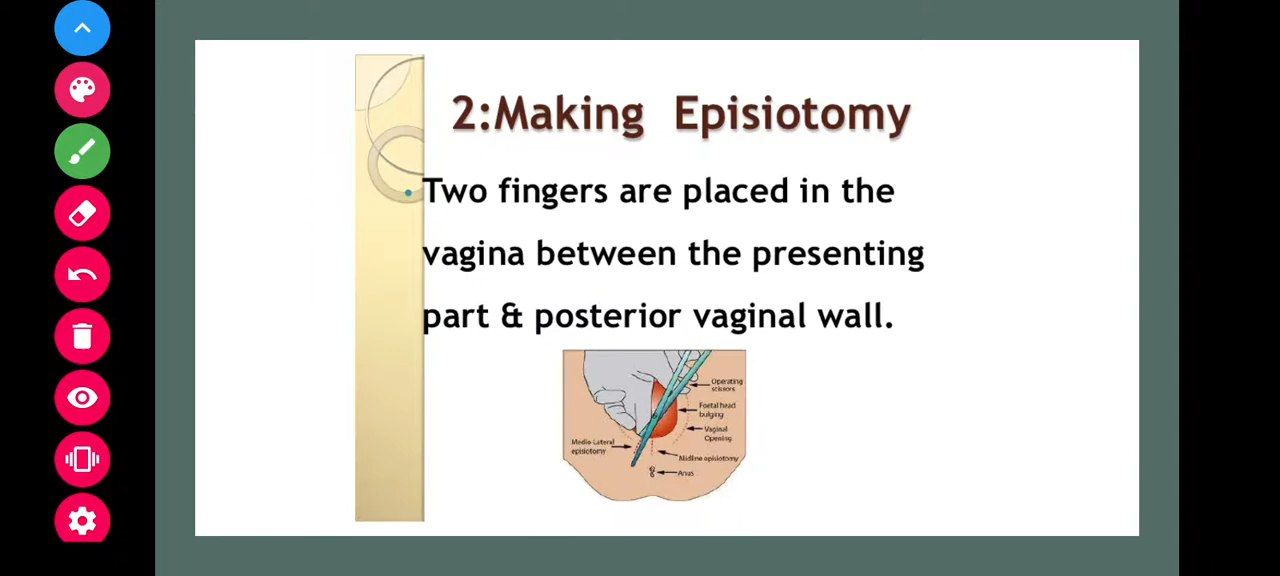 2:Making Episiotomy
• Two fingers are placed in the
vagina between the presenting
part & posterior vaginal wall.
Operating
scissors
Foetal head
bulging
Vaginal
Opening
Medio-Lateral
episiotomy
Midline episiotomy
Anus